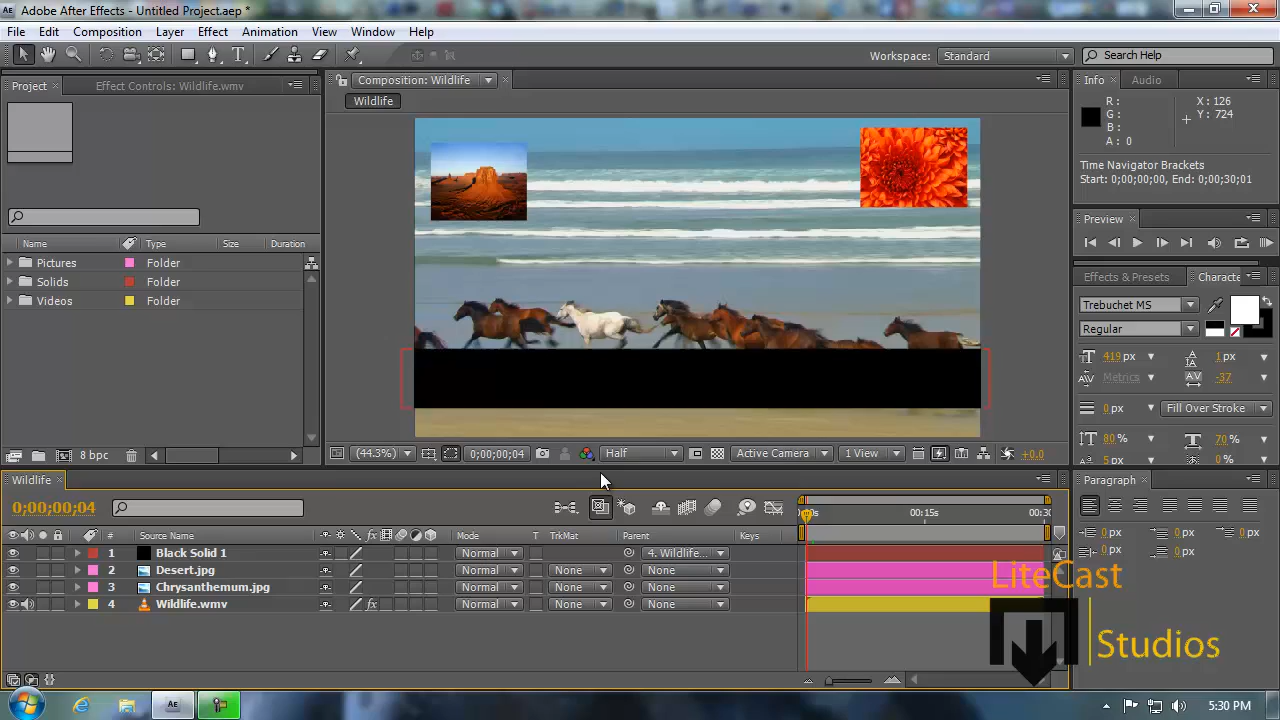 Adobe After Effects - Untitled Project.aep *
File Edit Composition Layer Effect Animation View Window Help
Workspace: Standard Search Help
Project Effect Controls: Wildlife.wmv
Composition: Wildlife
Info Audio
Wildlife
R: X: 126
G: Y: 724
B:
A: 0
Time Navigator Brackets
Start: 0;00;00;00, End: 0;00;30;01
Preview
Name Type Size Duration
Pictures Folder
Solids Folder
Videos Folder
Effects & Presets Characte
Trebuchet MS
Regular
419 px 1 px
Metrics -37
0 px Fill Over Stroke
80 % 70 %
5 px 0 %
8 bpc
(44.3%) 0;00;00;04 Half Active Camera 1 View +0.0
Wildlife
Paragraph
0;00;00;04
00:15s 00:30
# Source Name Mode T TrkMat Parent Keys
1 Black Solid 1 Normal 4. Wildlife...
2 Desert.jpg Normal None None
3 Chrysanthemum.jpg Normal None None
4 Wildlife.wmv Normal None None
0 px 0 px 0 px
0 px 0 px
LiteCast
Studios
AE
5:30 PM